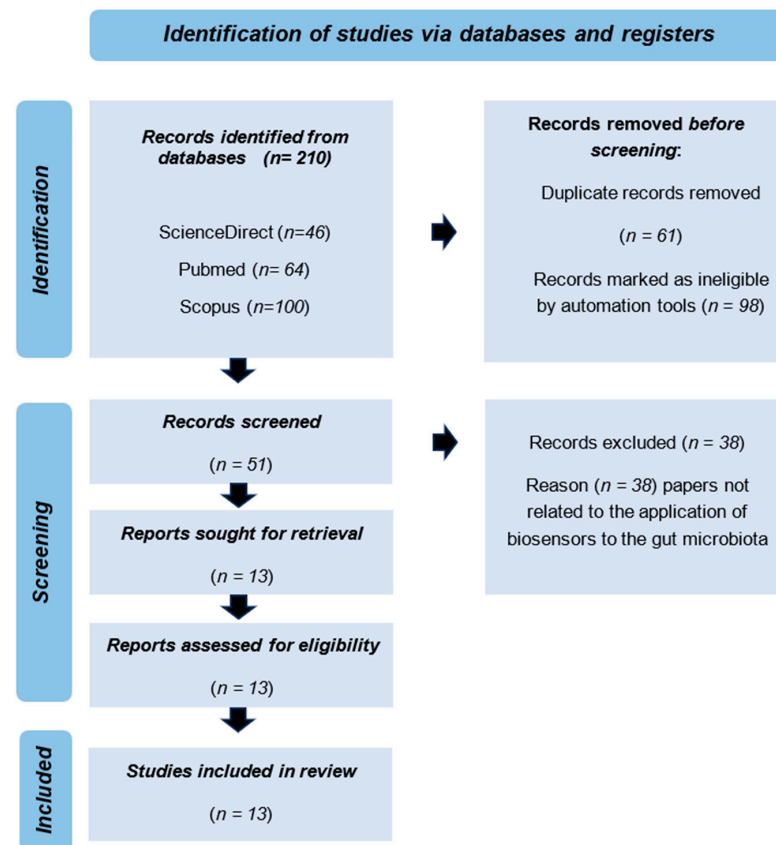 Identification of studies via databases and registers
Identification
Records identified from
databases (n= 210)
ScienceDirect (n=46)
Pubmed (n= 64)
Scopus (n=100)
Records removed before
screening:
Duplicate records removed
(n = 61)
Records marked as ineligible
by automation tools (n = 98)
Screening
Records screened
(n = 51)
Records excluded (n = 38)
Reason (n = 38) papers not
related to the application of
biosensors to the gut microbiota
Reports sought for retrieval
(n = 13)
Reports assessed for eligibility
(n = 13)
Included
Studies included in review
(n = 13)